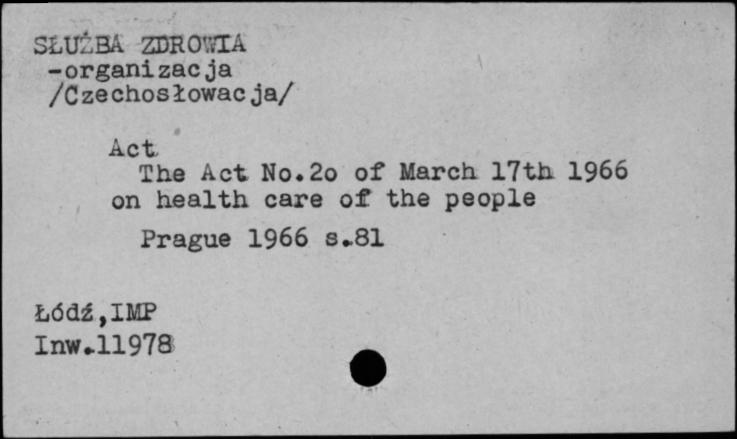 SŁUŻBA ZDROWIA
-organizacja
/Czechosłowacja/
Act
The Act No.2o of March 17th 1966
on health care of the people
Prague 1966 s.81
Łódź,IMP
Inw.11978